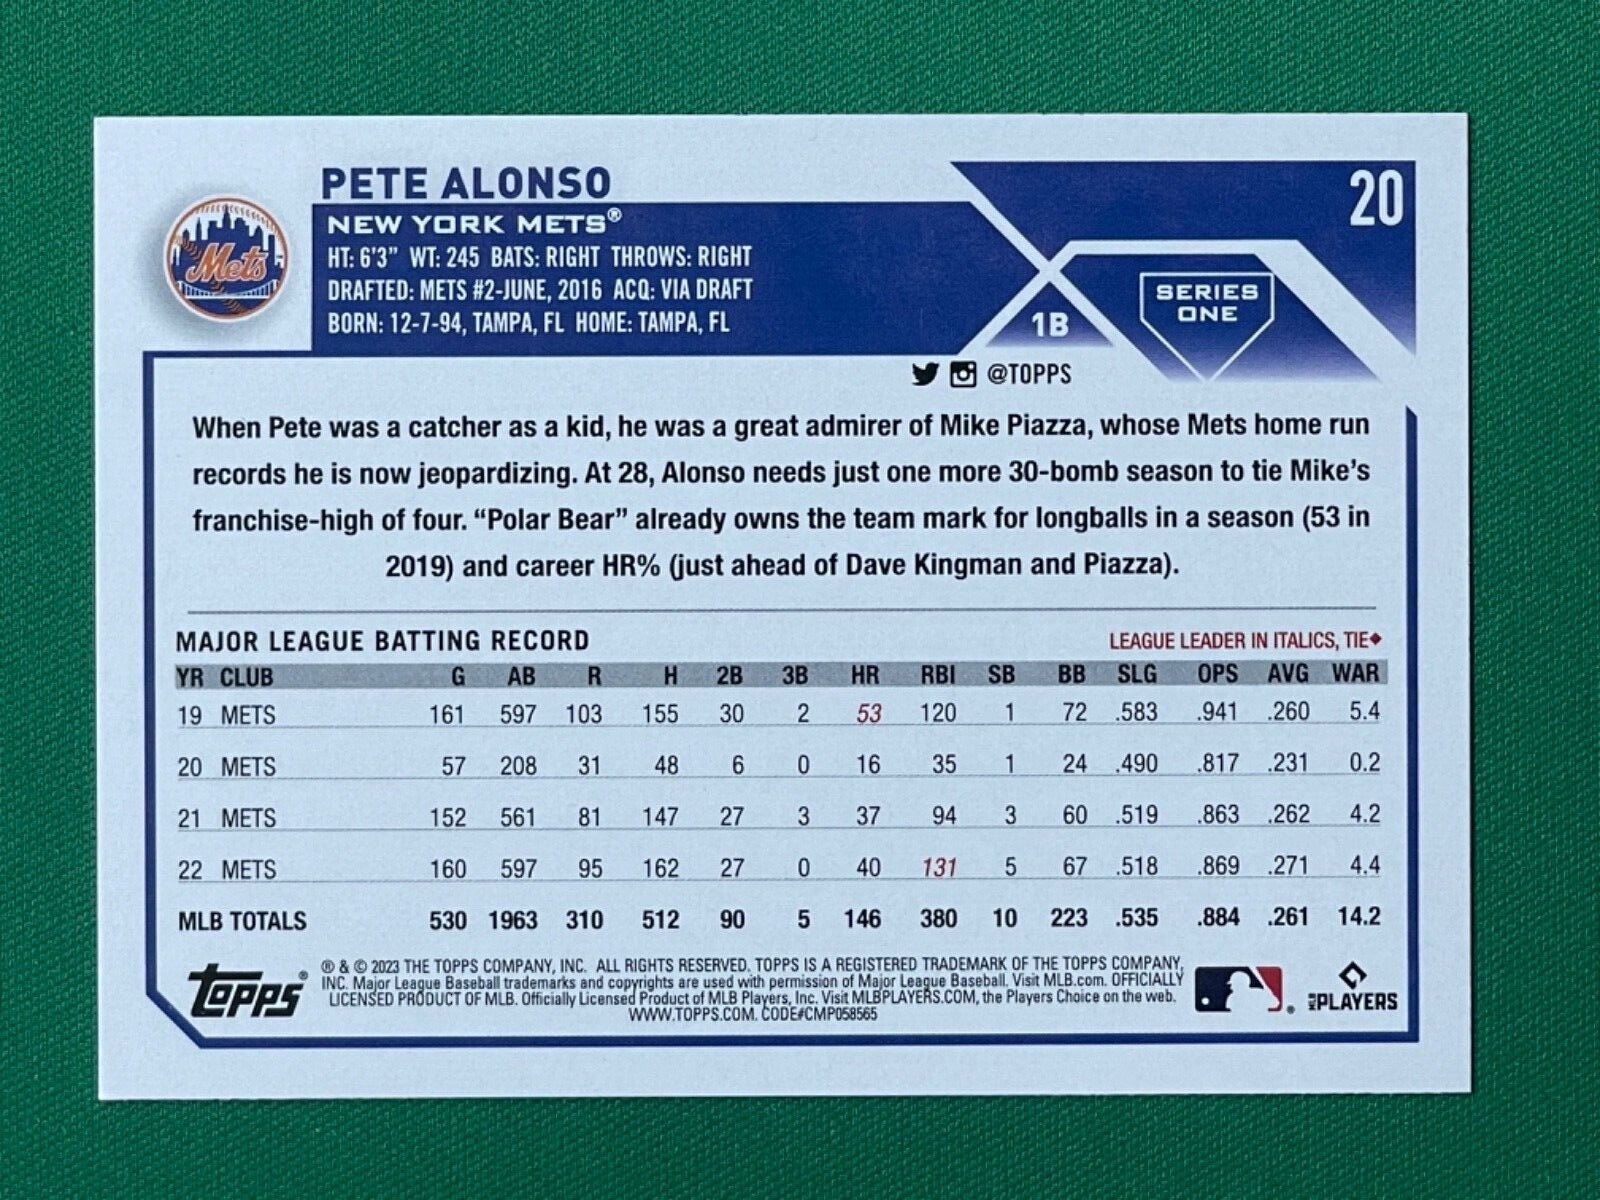 PETE ALONSO
20
Mets
NEW YORK METS®
HT: 6'3" WT: 245 BATS: RIGHT THROWS: RIGHT
DRAFTED: METS #2-JUNE, 2016 ACQ: VIA DRAFT
BORN: 12-7-94, TAMPA, FL HOME: TAMPA, FL
1B
SERIES
ONE
@TOPPS
When Pete was a catcher as a kid, he was a great admirer of Mike Piazza, whose Mets home run
records he is now jeopardizing. At 28, Alonso needs just one more 30-bomb season to tie Mike's
franchise-high of four. "Polar Bear" already owns the team mark for longballs in a season (53 in
2019) and career HR% (just ahead of Dave Kingman and Piazza).
MAJOR LEAGUE BATTING RECORD LEAGUE LEADER IN ITALICS, TIE◆
YR CLUB G AB R H 2B 3B HR RBI SB BB SLG OPS AVG WAR
19 METS 161 597 103 155 30 2 53 120 1 72 .583 .941 .260 5.4
20 METS 57 208 31 48 6 0 16 35 1 24 .490 .817 .231 0.2
21 METS 152 561 81 147 27 3 37 94 3 60 .519 .863 .262 4.2
22 METS 160 597 95 162 27 0 40 131 5 67 .518 .869 .271 4.4
MLB TOTALS 530 1963 310 512 90 5 146 380 10 223 .535 .884 .261 14.2
Topps®
® & © 2023 THE TOPPS COMPANY, INC. ALL RIGHTS RESERVED. TOPPS IS A REGISTERED TRADEMARK OF THE TOPPS COMPANY,
INC. Major League Baseball trademarks and copyrights are used with permission of Major League Baseball. Visit MLB.com. OFFICIALLY
LICENSED PRODUCT OF MLB. Officially Licensed Product of MLB Players, Inc. Visit MLBPLAYERS.COM, the Players Choice on the web.
WWW.TOPPS.COM. CODE#CMP058565
MLB PLAYERS